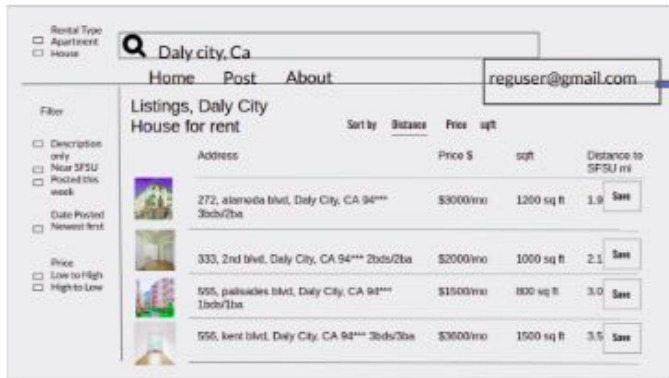 Rental Type
Apartment
House
Daly city, Ca
Home Post About
reguser@gmail.com
Filter
Description
only
Near SFSU
Posted this
week
Date Posted
Newest first
Price
Low to High
High to Low
Listings, Daly City
House for rent
Sort by Distance Price sqft
Address Price $ sqft Distance to
SFSU mi
272, alameda blvd, Daly City, CA 94*** $3000/mo 1200 sq ft 1.9 Save
3bds/2ba
333, 2nd blvd, Daly City, CA 94*** 2bds/2ba $2000/mo 1000 sq ft 2.1 Save
555, palisades blvd, Daly City, CA 94*** $1500/mo 800 sq ft 3.0 Save
1bds/1ba
556, kent blvd, Daly City, CA 94*** 3bds/3ba $3600/mo 1500 sq ft 3.5 Save